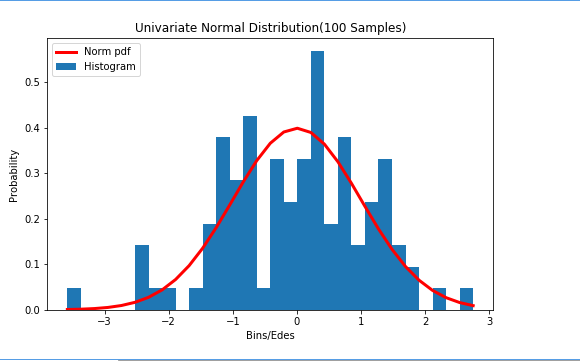 Univariate Normal Distribution(100 Samples)
Norm pdf
Histogram
Probability
0.5
0.4
0.3
0.2
0.1
0.0
−3
−2
−1
0
1
2
3
Bins/Edes